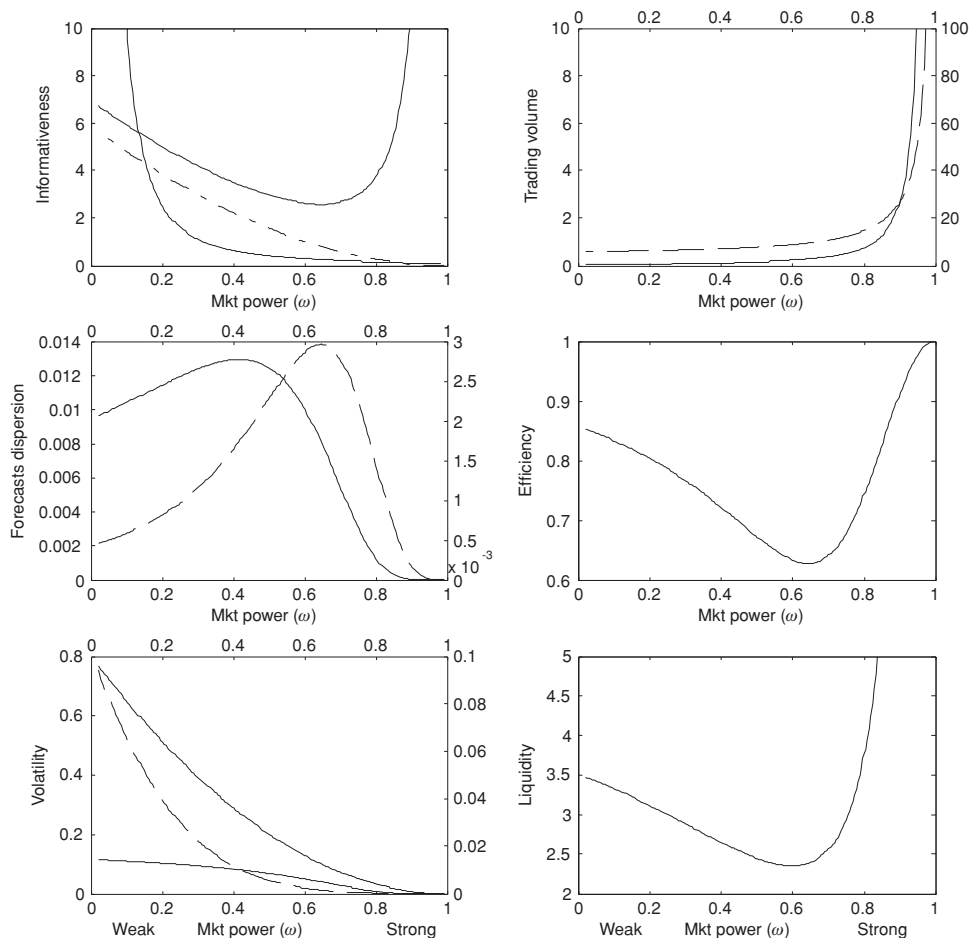 0 0.2 0.4 0.6 0.8 1
10 10 100
8 8 80
6 6 60
4 4 40
2 2 20
0 0 0
0 0.2 0.4 0.6 0.8 1
Informativeness
Trading volume
Mkt power (ω)
Mkt power (ω)
0 0.2 0.4 0.6 0.8 1
0 0.2 0.4 0.6 0.8 1
0.014
0.012
0.01
0.008
0.006
0.004
0.002
0
3
2.5
2
1.5
1
0.5
0
x 10 -3
Forecasts dispersion
0 0.2 0.4 0.6 0.8 1
Mkt power (ω)
1
0.9
0.8
0.7
0.6
Efficiency
0 0.2 0.4 0.6 0.8 1
Mkt power (ω)
0 0.2 0.4 0.6 0.8 1
0.8
0.6
0.4
0.2
0
0.1
0.08
0.06
0.04
0.02
0
Volatility
0 0.2 0.4 0.6 0.8 1
Weak Mkt power (ω) Strong
5
4.5
4
3.5
3
2.5
2
Liquidity
0 0.2 0.4 0.6 0.8 1
Weak Mkt power (ω) Strong